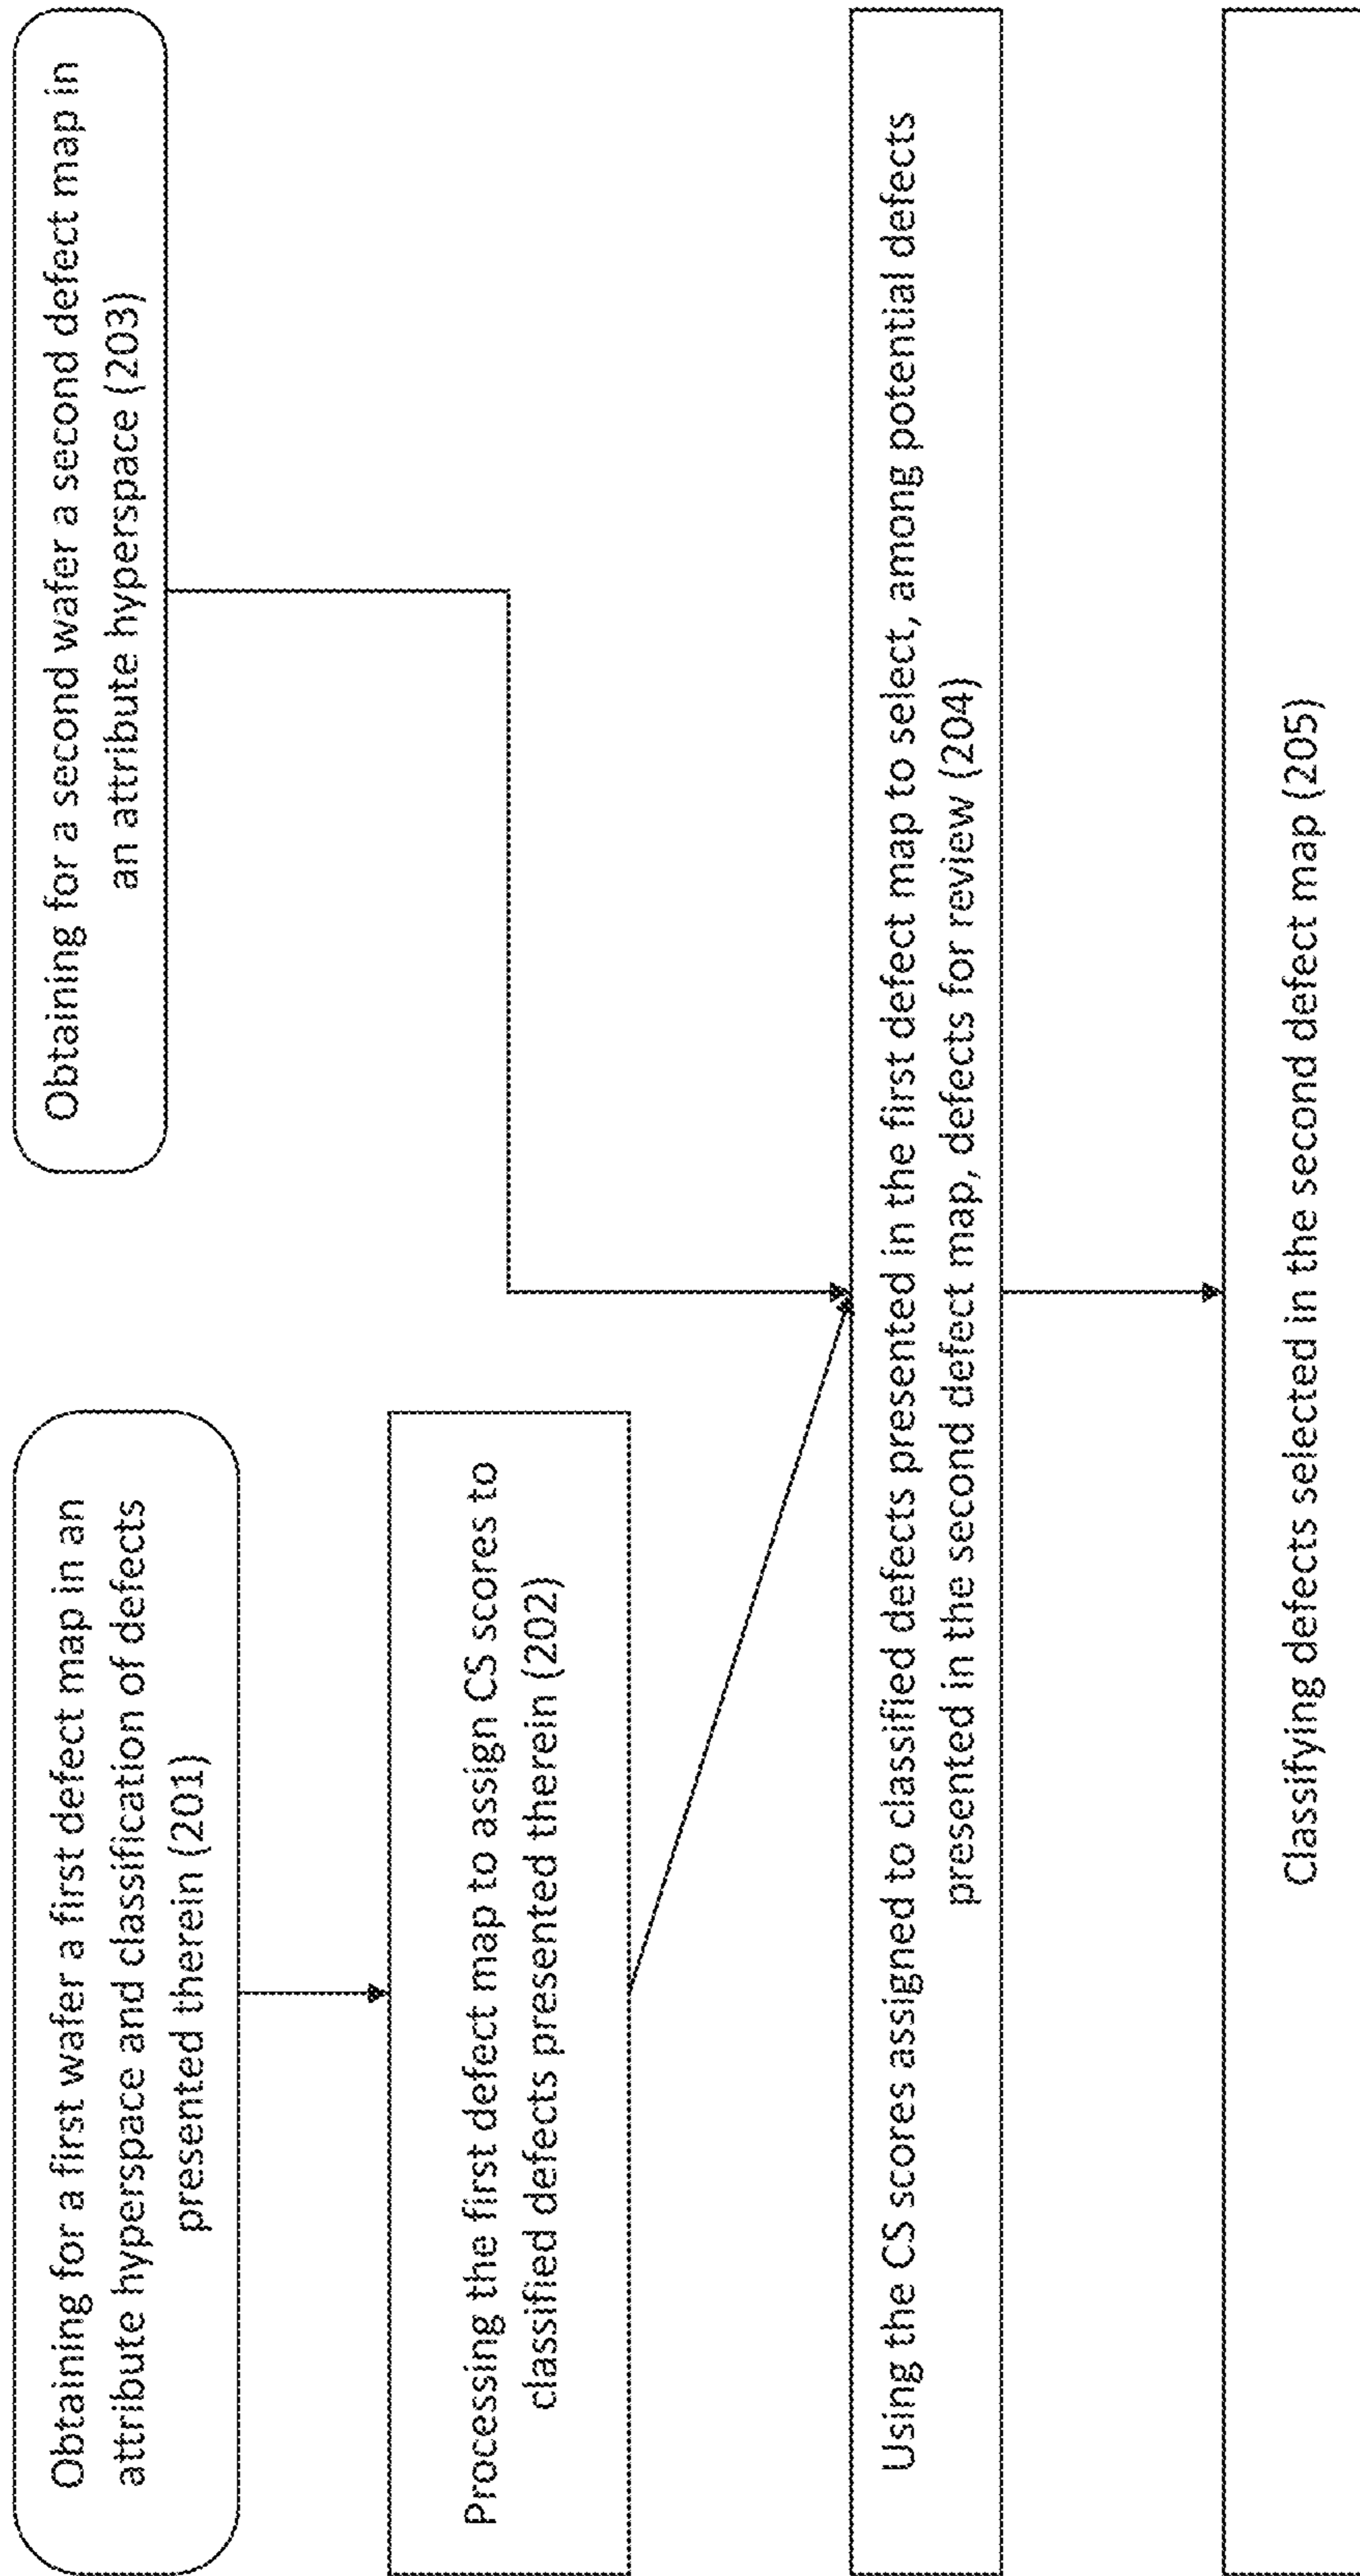 Obtaining for a first wafer a first defect map in an
attribute hyperspace and classification of defects
presented therein (201)
Obtaining for a second wafer a second defect map in
an attribute hyperspace (203)
Processing the first defect map to assign CS scores to
classified defects presented therein (202)
Using the CS scores assigned to classified defects presented in the first defect map to select, among potential defects
presented in the second defect map, defects for review (204)
Classifying defects selected in the second defect map (205)